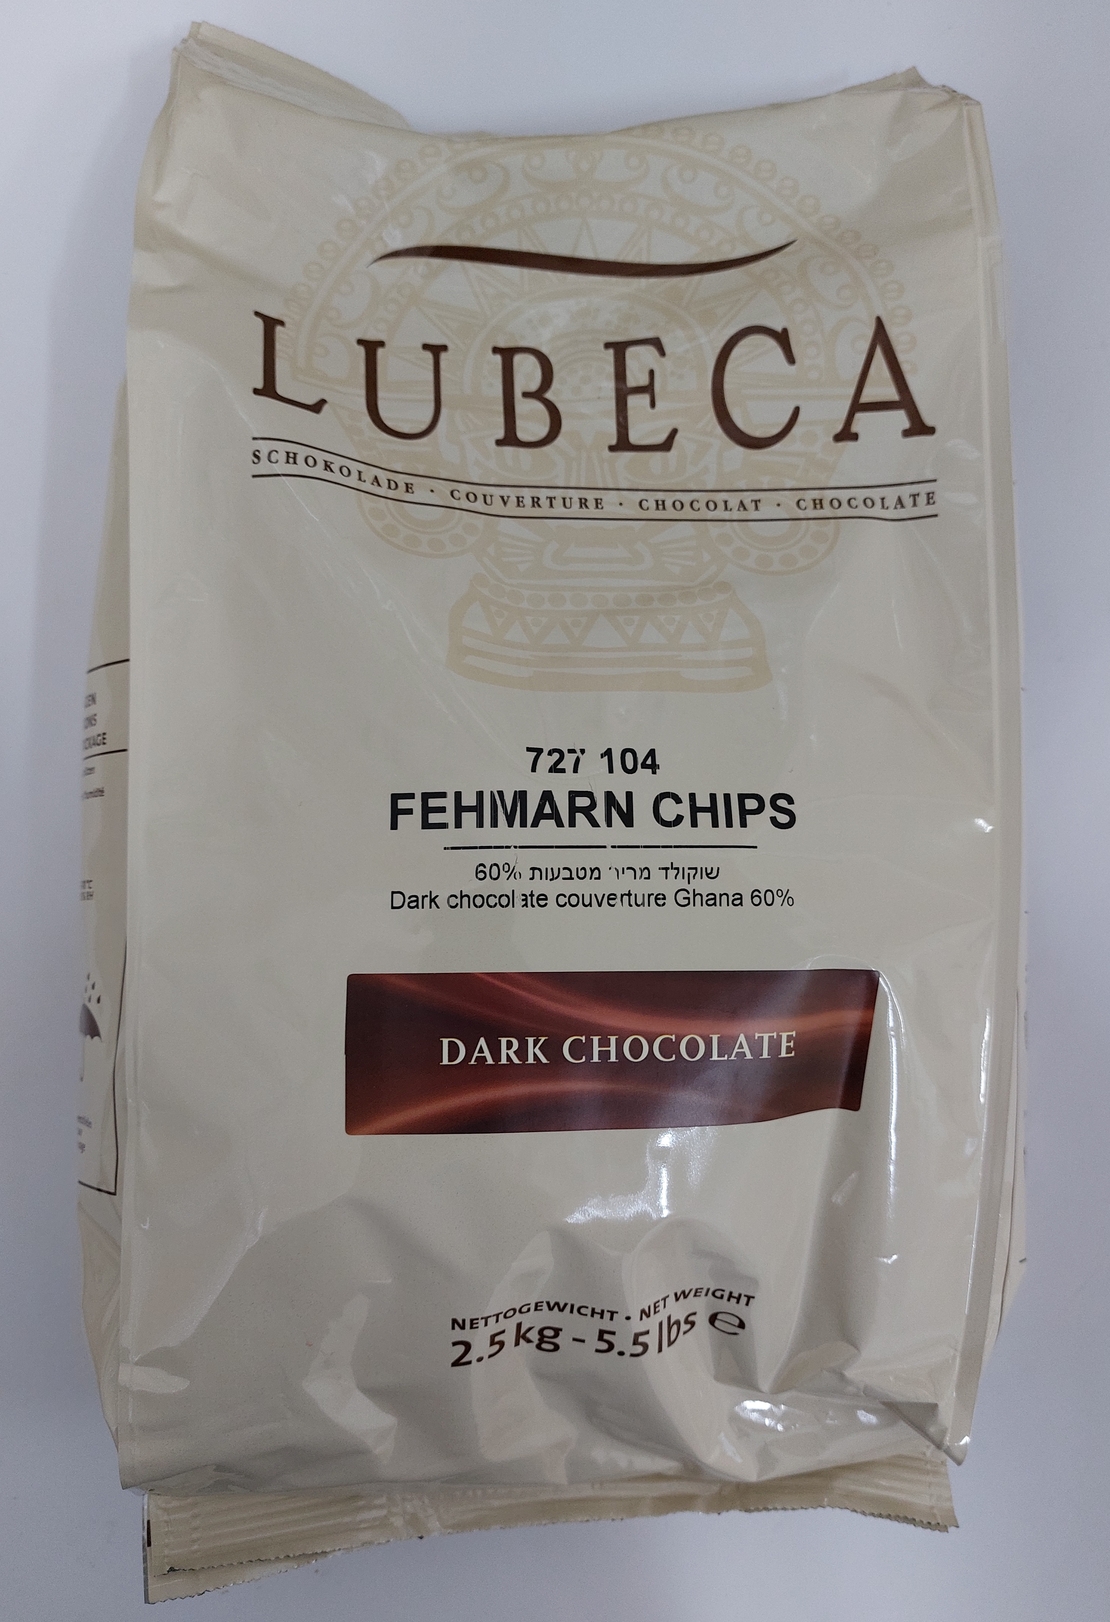 LUBECA
SCHOKOLADE · COUVERTURE · CHOCOLAT · CHOCOLATE
727 104
FEHMARN CHIPS
שוקולד מריר מטבעות 60%
Dark chocolate couverture Ghana 60%
DARK CHOCOLATE
NETTOGEWICHT · NET WEIGHT
2.5 kg - 5.5 lbs ℮